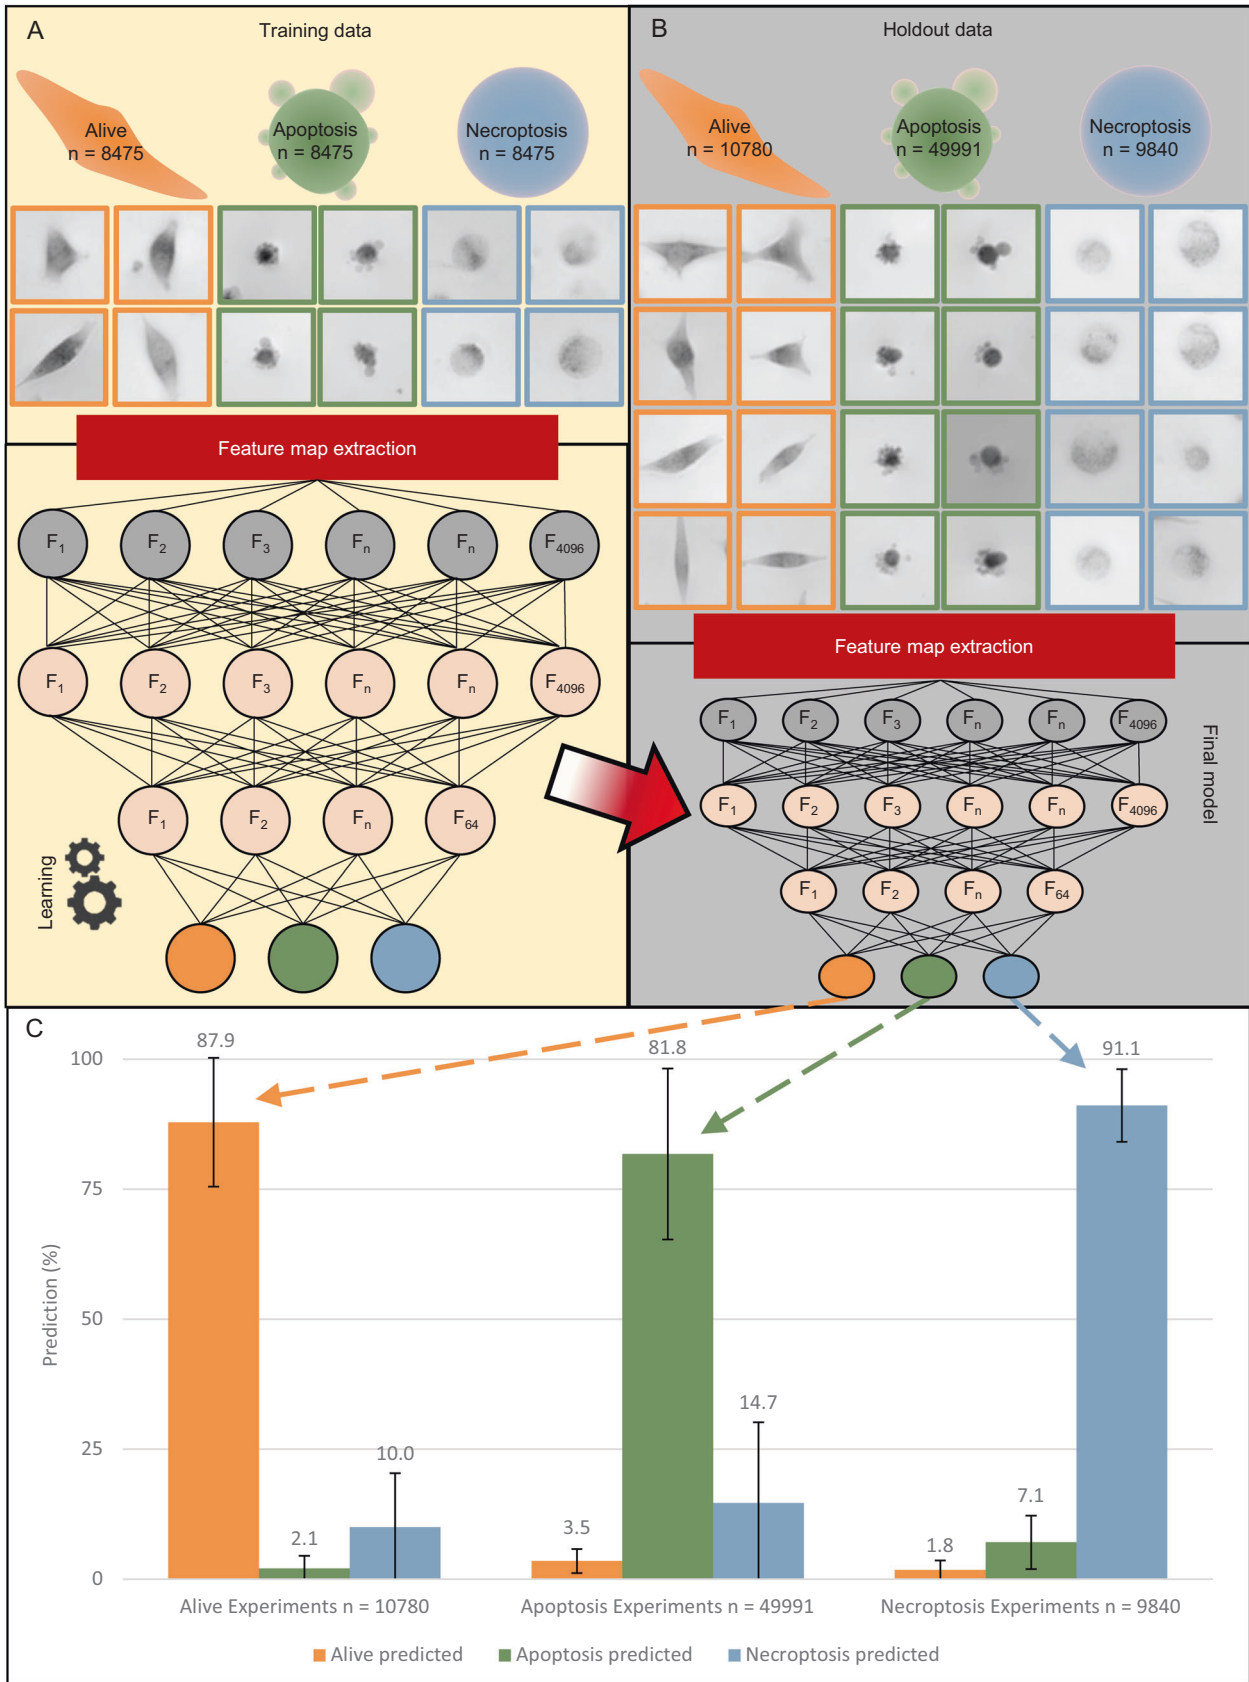 A
Training data
Alive
n = 8475
Apoptosis
n = 8475
Necroptosis
n = 8475
Feature map extraction
F1 F2 F3 Fn Fn F4096
F1 F2 F3 Fn Fn F4096
F1 F2 Fn F64
Learning
B
Holdout data
Alive
n = 10780
Apoptosis
n = 49991
Necroptosis
n = 9840
Feature map extraction
F1 F2 F3 Fn Fn F4096
F1 F2 F3 Fn Fn F4096
F1 F2 Fn F64
Final model
C
Prediction (%)
100
75
50
25
0
87.9
2.1
10.0
3.5
81.8
14.7
1.8
7.1
91.1
Alive Experiments n = 10780
Apoptosis Experiments n = 49991
Necroptosis Experiments n = 9840
Alive predicted
Apoptosis predicted
Necroptosis predicted